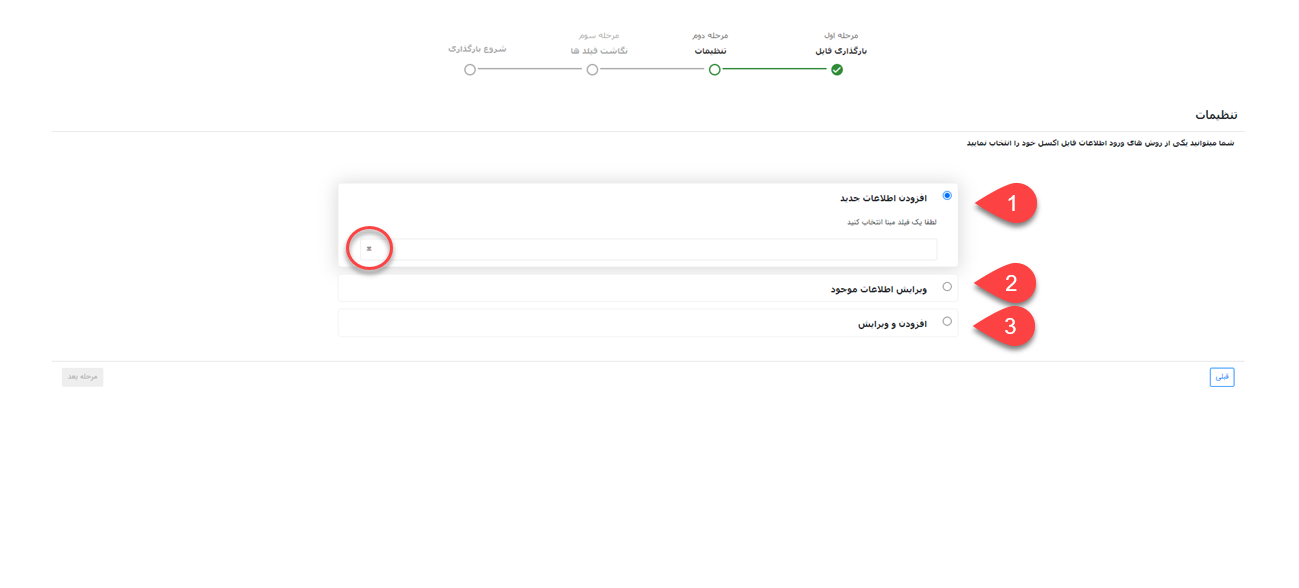 مرحله اول
بارگذاری فایل
مرحله دوم
تنظیمات
مرحله سوم
نگاشت فیلد ها
شروع بارگذاری
تنظیمات
شما میتوانید یکی از روش های ورود اطلاعات فایل اکسل خود را انتخاب نمایید
افزودن اطلاعات جدید
1
لطفا یک فیلد مبنا انتخاب کنید
ویرایش اطلاعات موجود
2
افزودن و ویرایش
3
قبلی
مرحله بعد